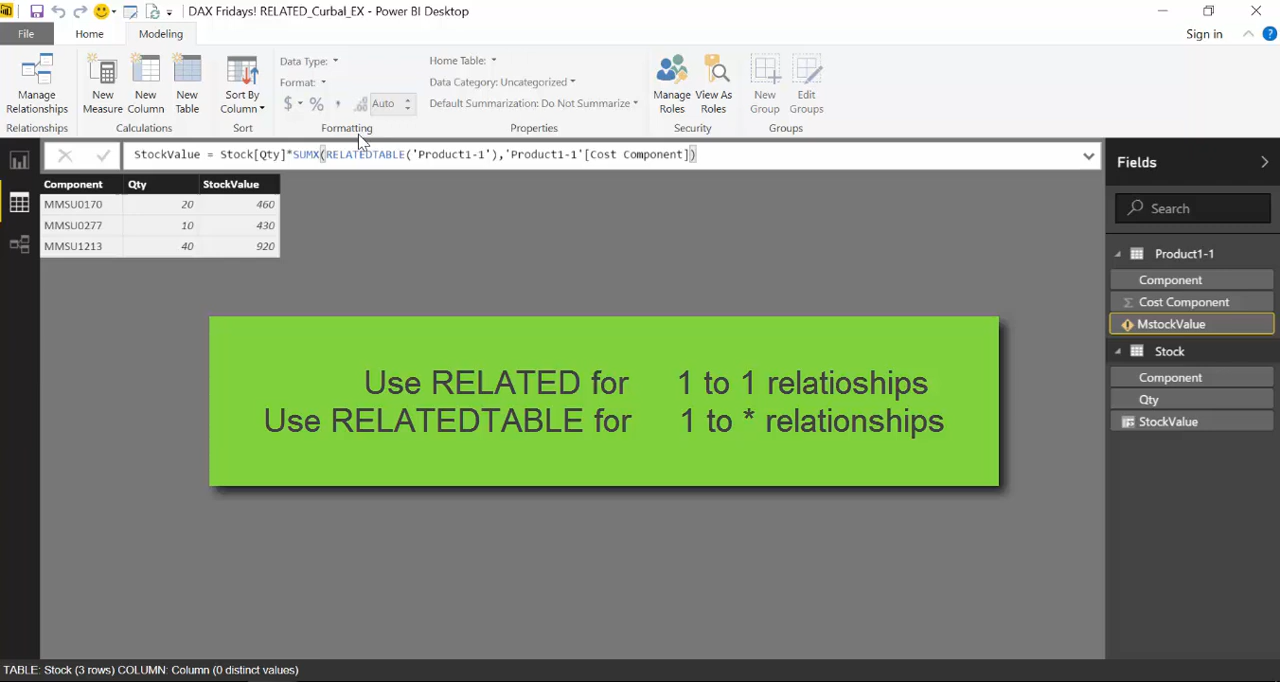 DAX Fridays! RELATED_Curbal_EX - Power BI Desktop
File
Home
Modeling
Sign in
Manage
Relationships
Relationships
New
Measure
New
Column
New
Table
Calculations
Sort By
Column
Sort
Data Type:
Format:
$ % , Auto
Formatting
Home Table:
Data Category: Uncategorized
Default Summarization: Do Not Summarize
Properties
Manage
Roles
View As
Roles
Security
New
Group
Edit
Groups
Groups
StockValue = Stock[Qty]*SUMX(RELATEDTABLE('Product1-1'),'Product1-1'[Cost Component])
Component Qty StockValue
MMSU0170 20 460
MMSU0277 10 430
MMSU1213 40 920
Use RELATED for 1 to 1 relatioships
Use RELATEDTABLE for 1 to * relationships
Fields
Search
Product1-1
Component
Σ Cost Component
MstockValue
Stock
Component
Qty
StockValue
TABLE: Stock (3 rows) COLUMN: Column (0 distinct values)